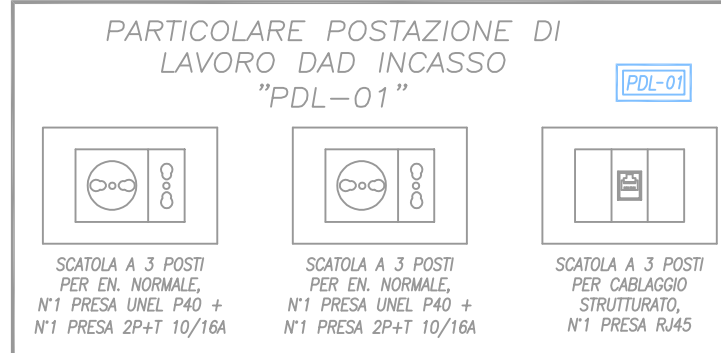 PARTICOLARE POSTAZIONE DI
LAVORO DAD INCASSO
"PDL-01"
PDL-01
SCATOLA A 3 POSTI
PER EN. NORMALE,
N°1 PRESA UNEL P40 +
N°1 PRESA 2P+T 10/16A
SCATOLA A 3 POSTI
PER EN. NORMALE,
N°1 PRESA UNEL P40 +
N°1 PRESA 2P+T 10/16A
SCATOLA A 3 POSTI
PER CABLAGGIO
STRUTTURATO,
N°1 PRESA RJ45